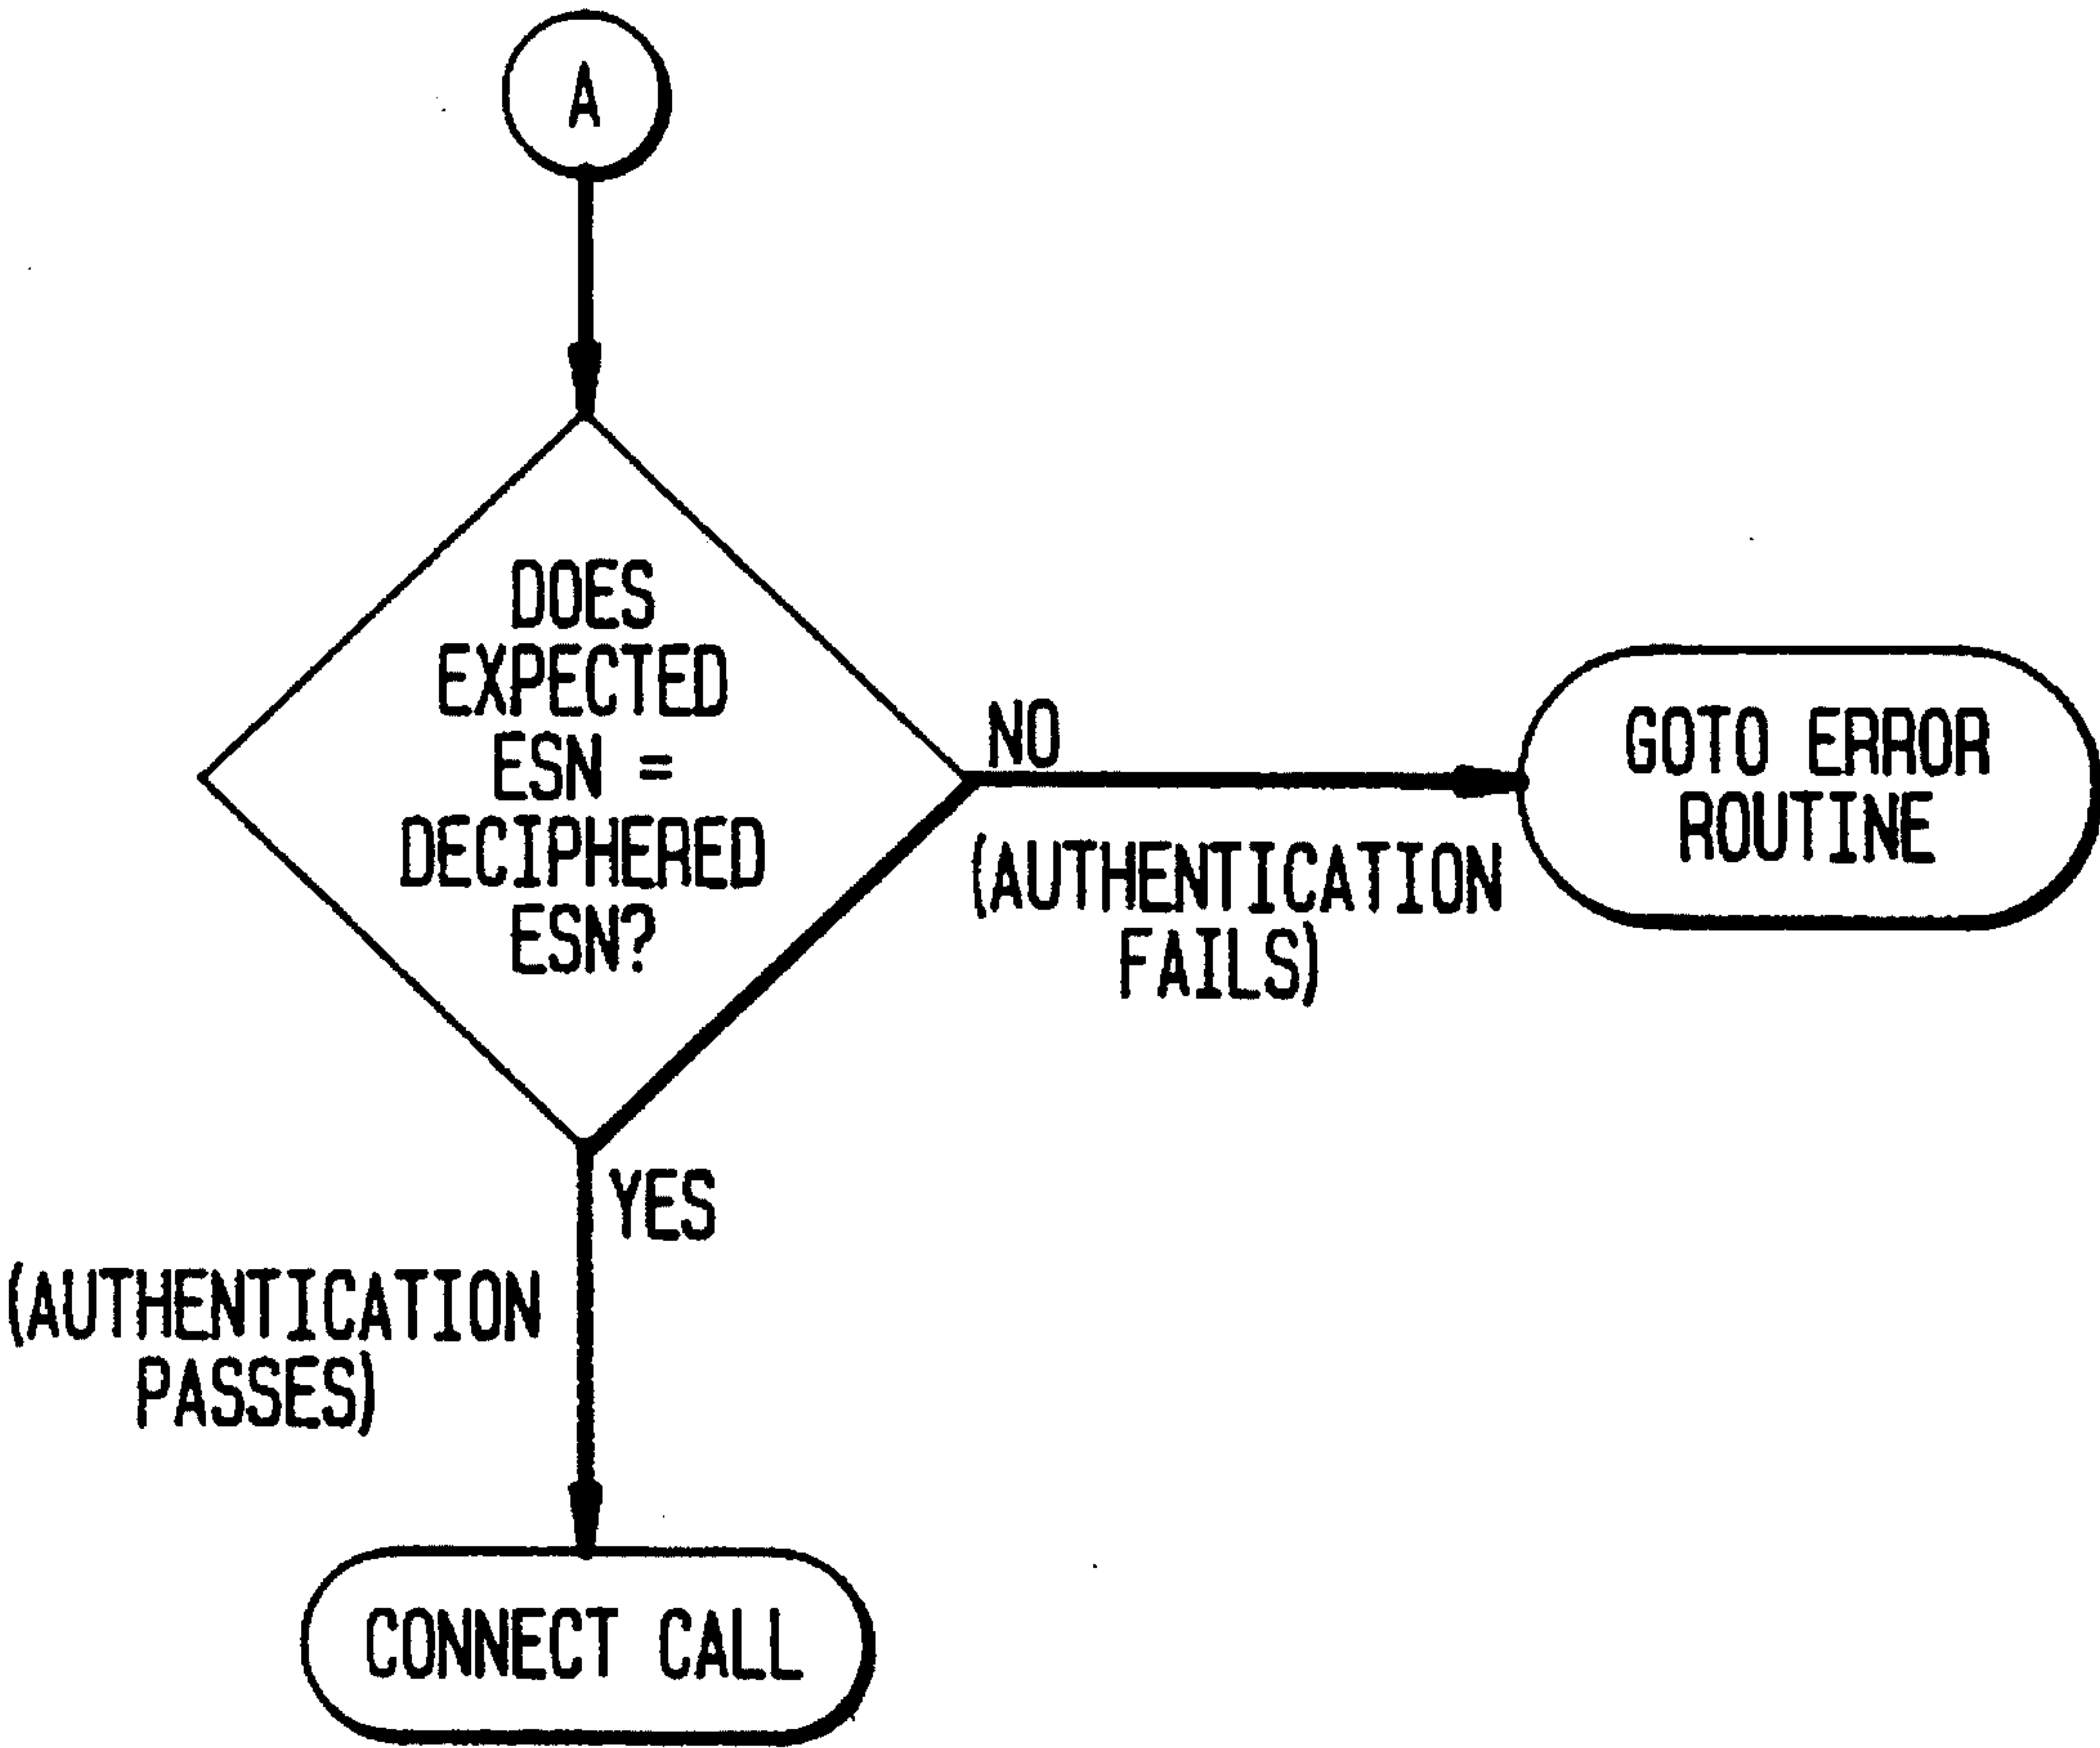 A
DOES
EXPECTED
ESN =
DECIPHERED
ESN?
NO
(AUTHENTICATION
FAILS)
GOTO ERROR
ROUTINE
YES
(AUTHENTICATION
PASSES)
CONNECT CALL